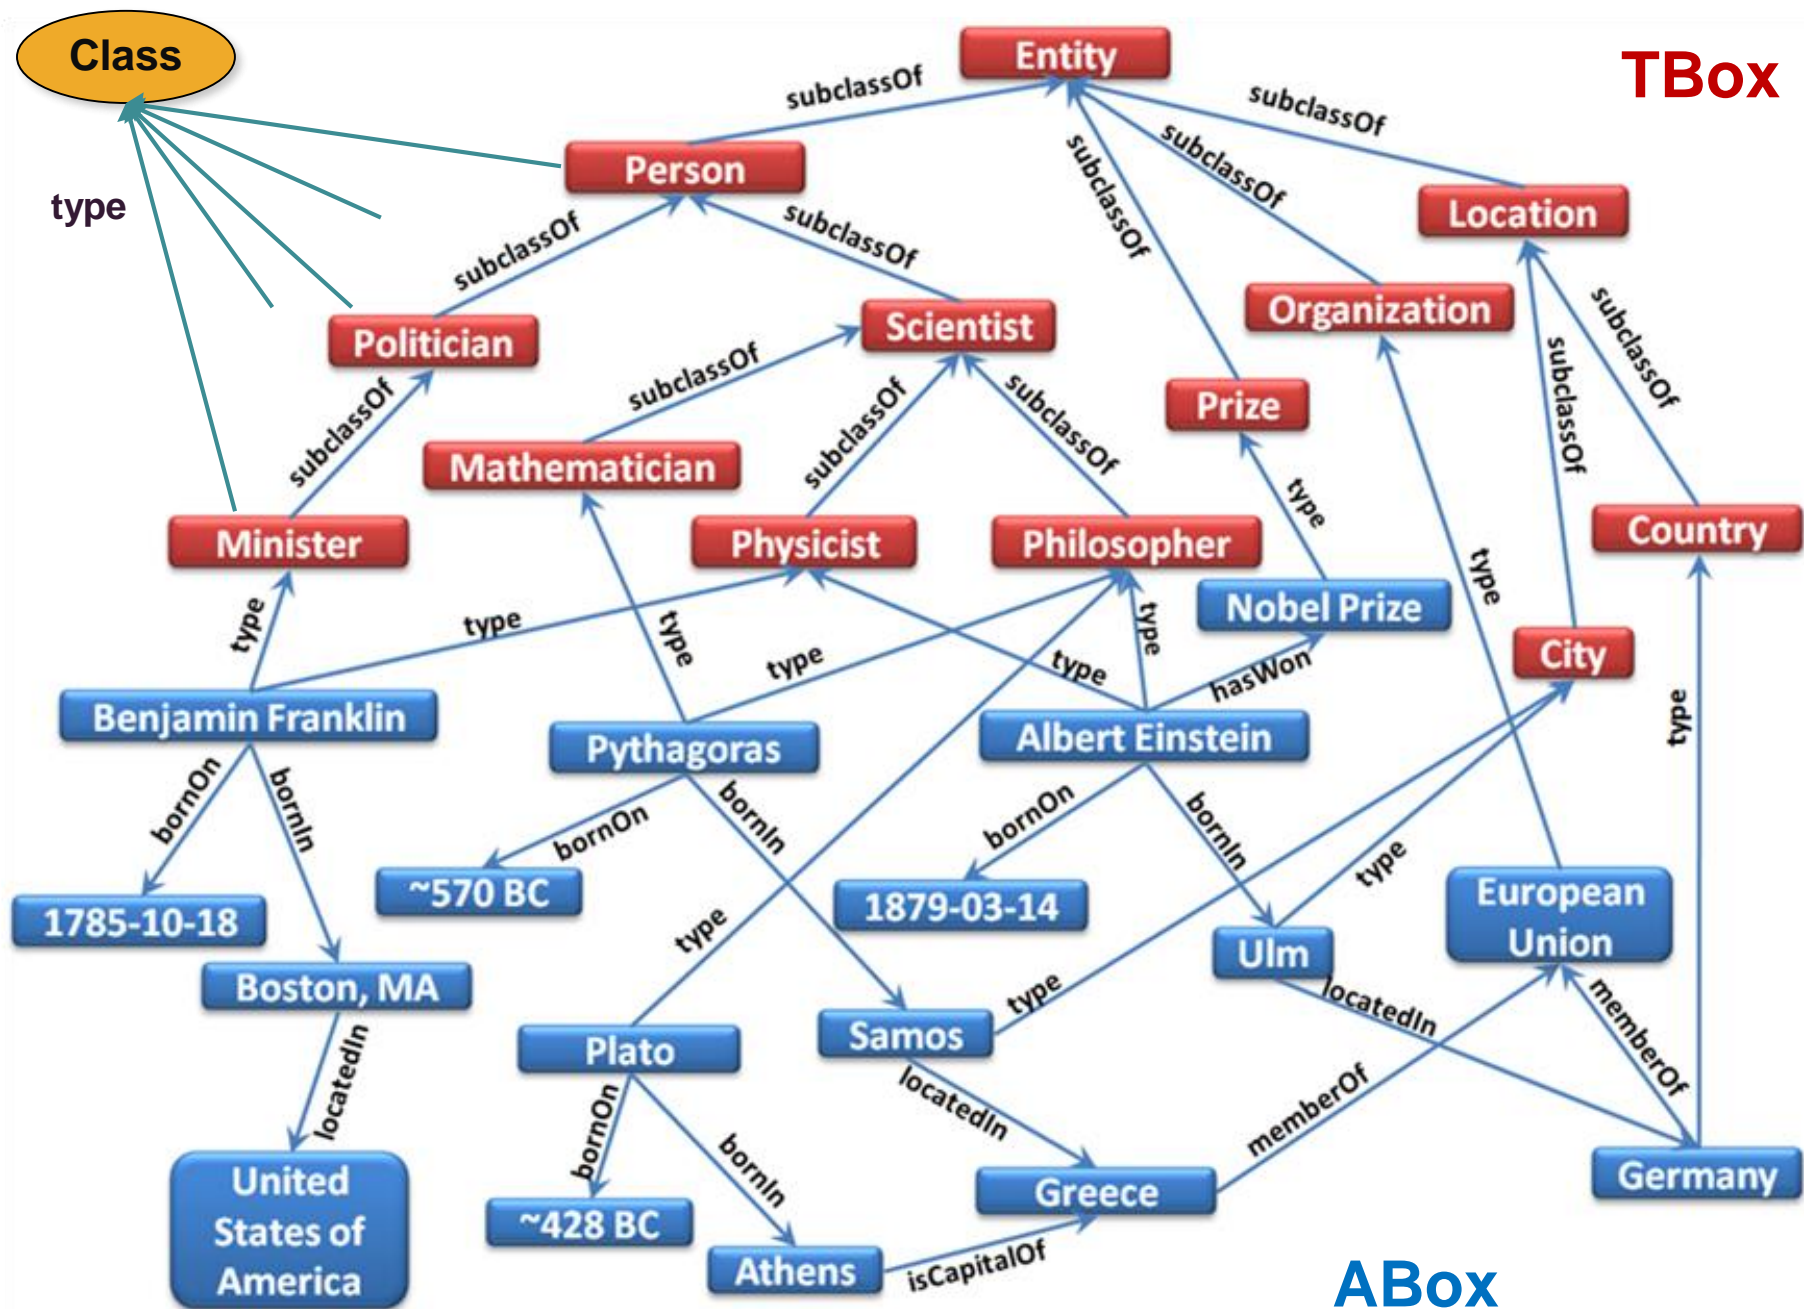 Class
Entity
TBox
subclassOf
subclassOf
subclassOf
subclassOf
subclassOf
Person
type
Location
subclassOf
subclassOf
Organization
Scientist
Politician
subclassOf
subclassOf
subclassOf
subclassOf
subclassOf
subclassOf
Prize
Mathematician
type
Minister
Physicist
Philosopher
Country
type
Nobel Prize
type
type
type
type
type
City
type
hasWon
type
Benjamin Franklin
Pythagoras
Albert Einstein
bornOn
bornIn
bornOn
bornIn
bornOn
bornIn
type
~570 BC
1879-03-14
European
Union
1785-10-18
type
Ulm
Boston, MA
type
locatedIn
memberOf
Samos
Plato
locatedIn
locatedIn
memberOf
bornOn
bornIn
United
States of
America
Greece
Germany
~428 BC
Athens
isCapitalOf
ABox